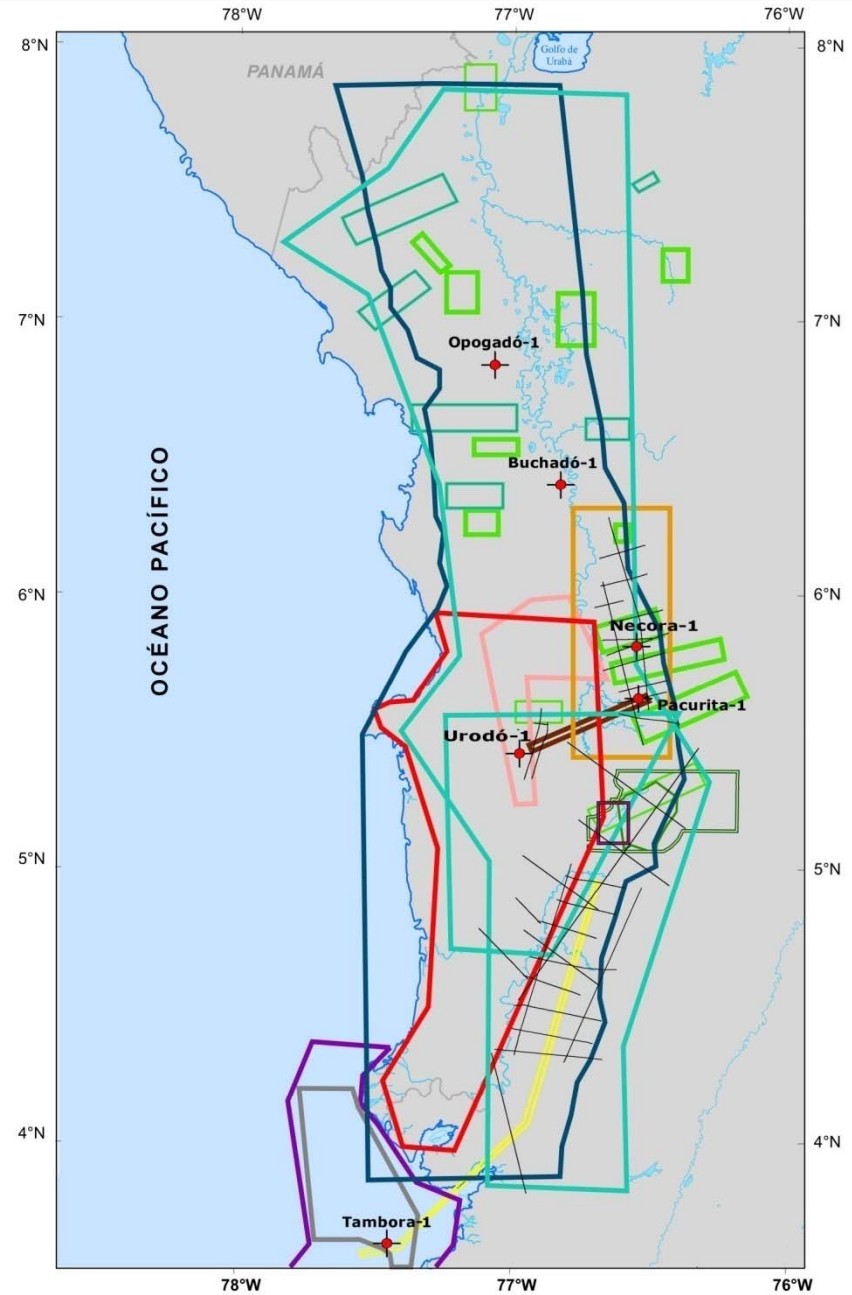 78°W
77°W
76°W
8°N
8°N
Golfo de
Urabá
PANAMÁ
7°N
7°N
Opogadó-1
Buchadó-1
OCÉANO PACÍFICO
6°N
6°N
Necora-1
Pacurita-1
Urodó-1
5°N
5°N
4°N
4°N
Tambora-1
78°W
77°W
76°W